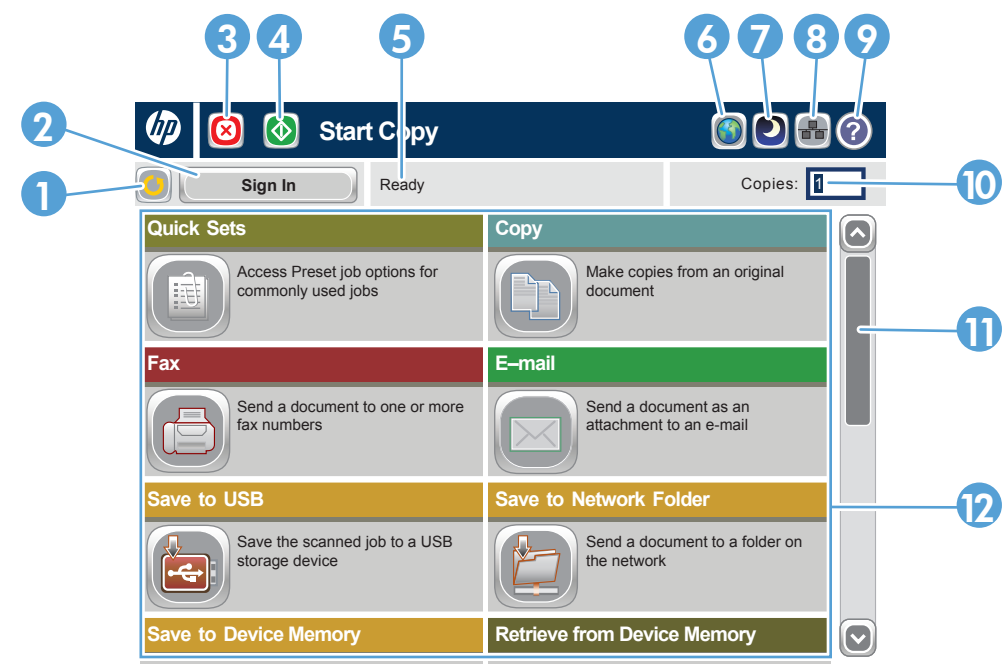 3 4 5 6 7 8 9
2
hp Start Copy ?
1 Sign In Ready Copies: 1 10
Quick Sets Copy
Access Preset job options for
commonly used jobs
Make copies from an original
document
11
Fax E–mail
Send a document to one or more
fax numbers
Send a document as an
attachment to an e-mail
Save to USB Save to Network Folder 12
Save the scanned job to a USB
storage device
Send a document to a folder on
the network
Save to Device Memory Retrieve from Device Memory